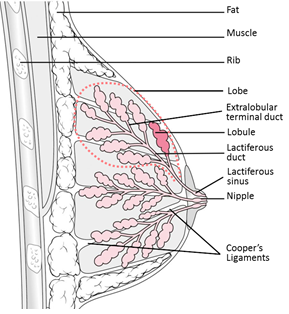 Fat
Muscle
Rib
Lobe
Extralobular
terminal duct
Lobule
Lactiferous
duct
Lactiferous
sinus
Nipple
Cooper's
Ligaments